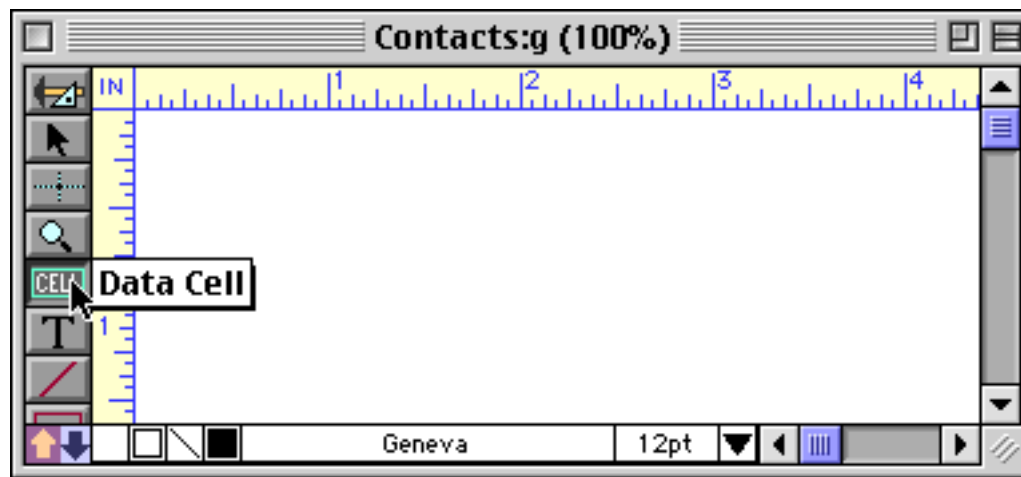 Contacts:g (100%)
IN 1 2 3 4
CELL Data Cell
T 1
Geneva 12pt